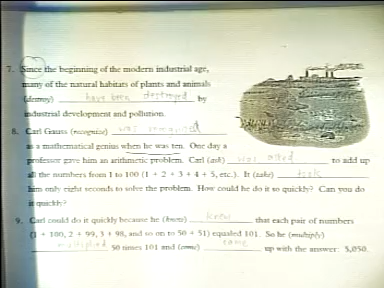 7. Since the beginning of the modern industrial age,
many of the natural habitats of plants and animals
(destroy) have been destroyed by
industrial development and pollution.
8. Carl Gauss (recognize) was recognized
as a mathematical genius when he was ten. One day a
professor gave him an arithmetic problem. Carl (ask) was asked to add up
all the numbers from 1 to 100 (1 + 2 + 3 + 4 + 5, etc.). It (take) took
him only eight seconds to solve the problem. How could he do it so quickly? Can you do
it quickly?
9. Carl could do it quickly because he (know) knew that each pair of numbers
(1 + 100, 2 + 99, 3 + 98, and so on to 50 + 51) equaled 101. So he (multiply)
multiplied 50 times 101 and (come) came up with the answer: 5,050.